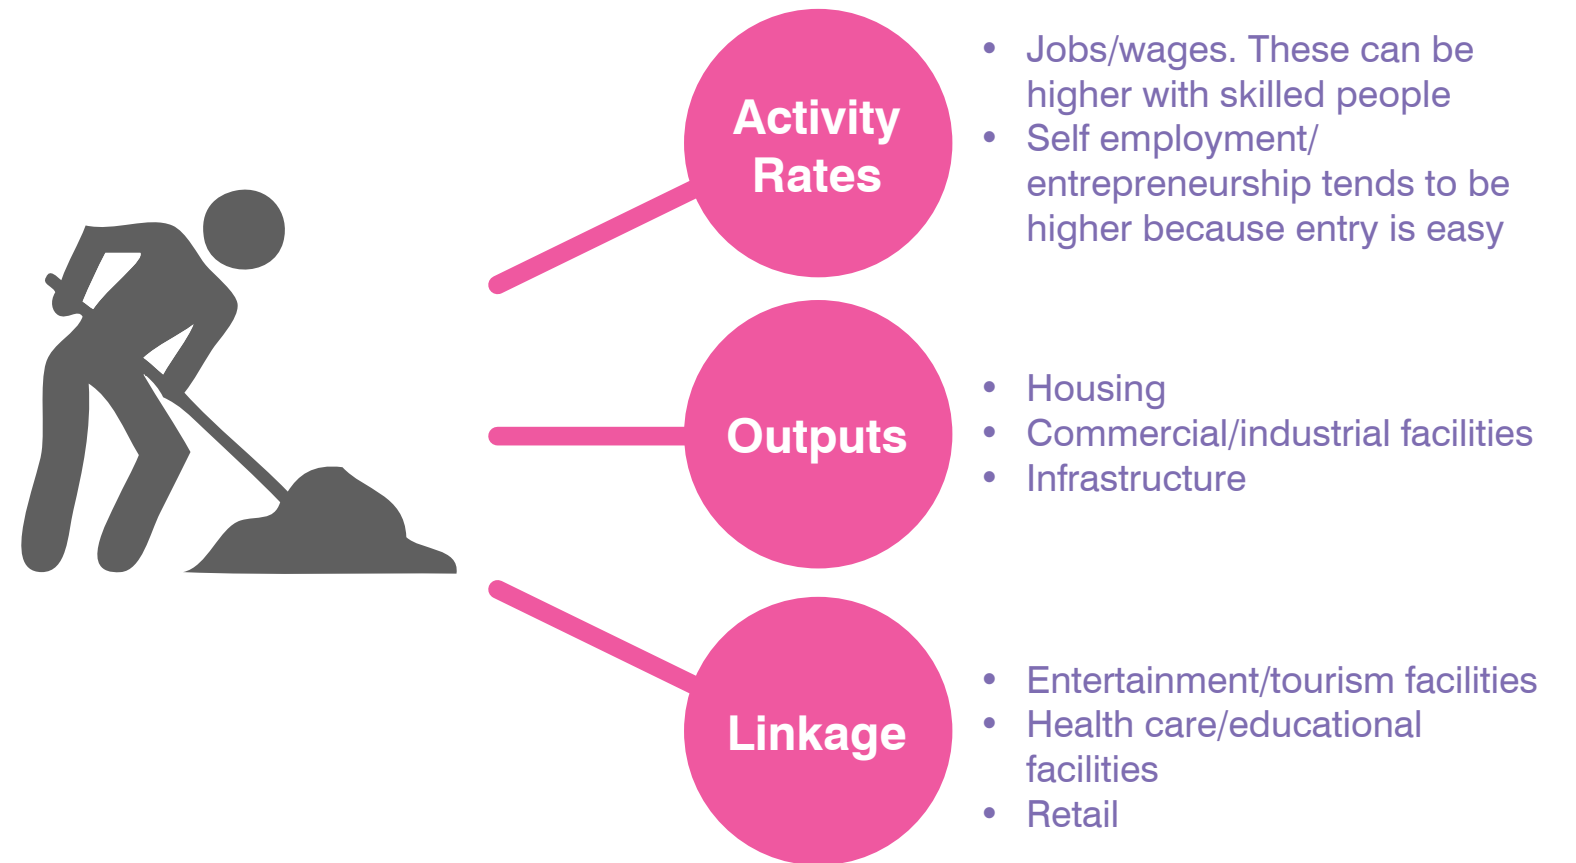 Activity
Rates
• Jobs/wages. These can be
higher with skilled people
• Self employment/
entrepreneurship tends to be
higher because entry is easy
Outputs
• Housing
• Commercial/industrial facilities
• Infrastructure
Linkage
• Entertainment/tourism facilities
• Health care/educational
facilities
• Retail